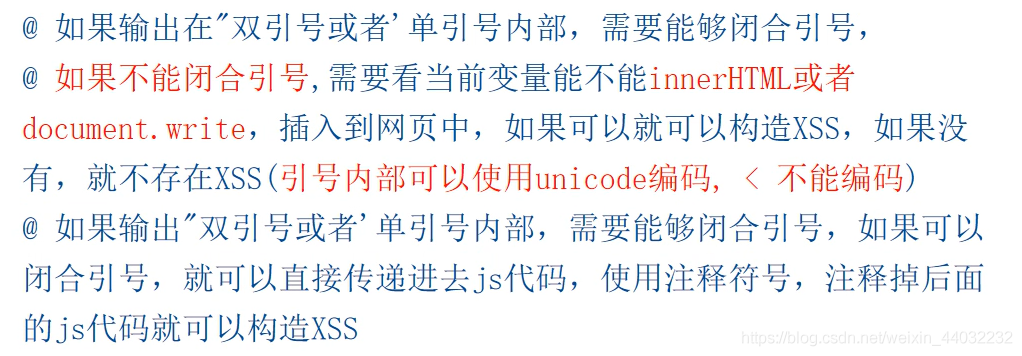 @ 如果输出在"双引号或者'单引号内部，需要能够闭合引号，
@ 如果不能闭合引号,需要看当前变量能不能innerHTML或者
document.write，插入到网页中，如果可以就可以构造XSS，如果没
有，就不存在XSS(引号内部可以使用unicode编码, < 不能编码)
@ 如果输出"双引号或者'单引号内部，需要能够闭合引号，如果可以
闭合引号，就可以直接传递进去js代码，使用注释符号，注释掉后面
的js代码就可以构造XSS
https://blog.csdn.net/weixin_44032232